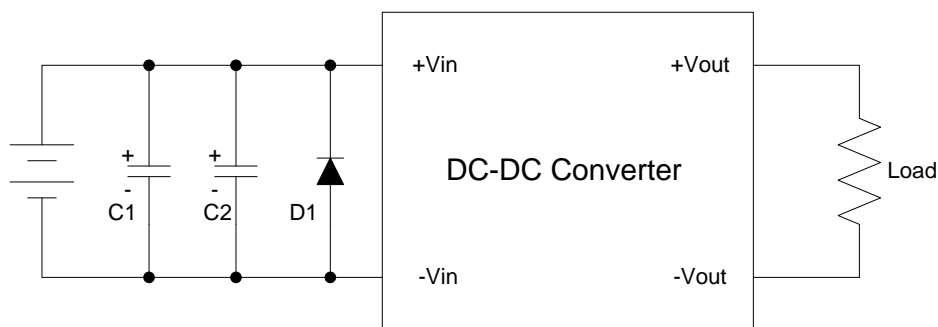 +Vin
+Vout
+
-
C1
+
-
C2
D1
DC-DC Converter
Load
-Vin
-Vout